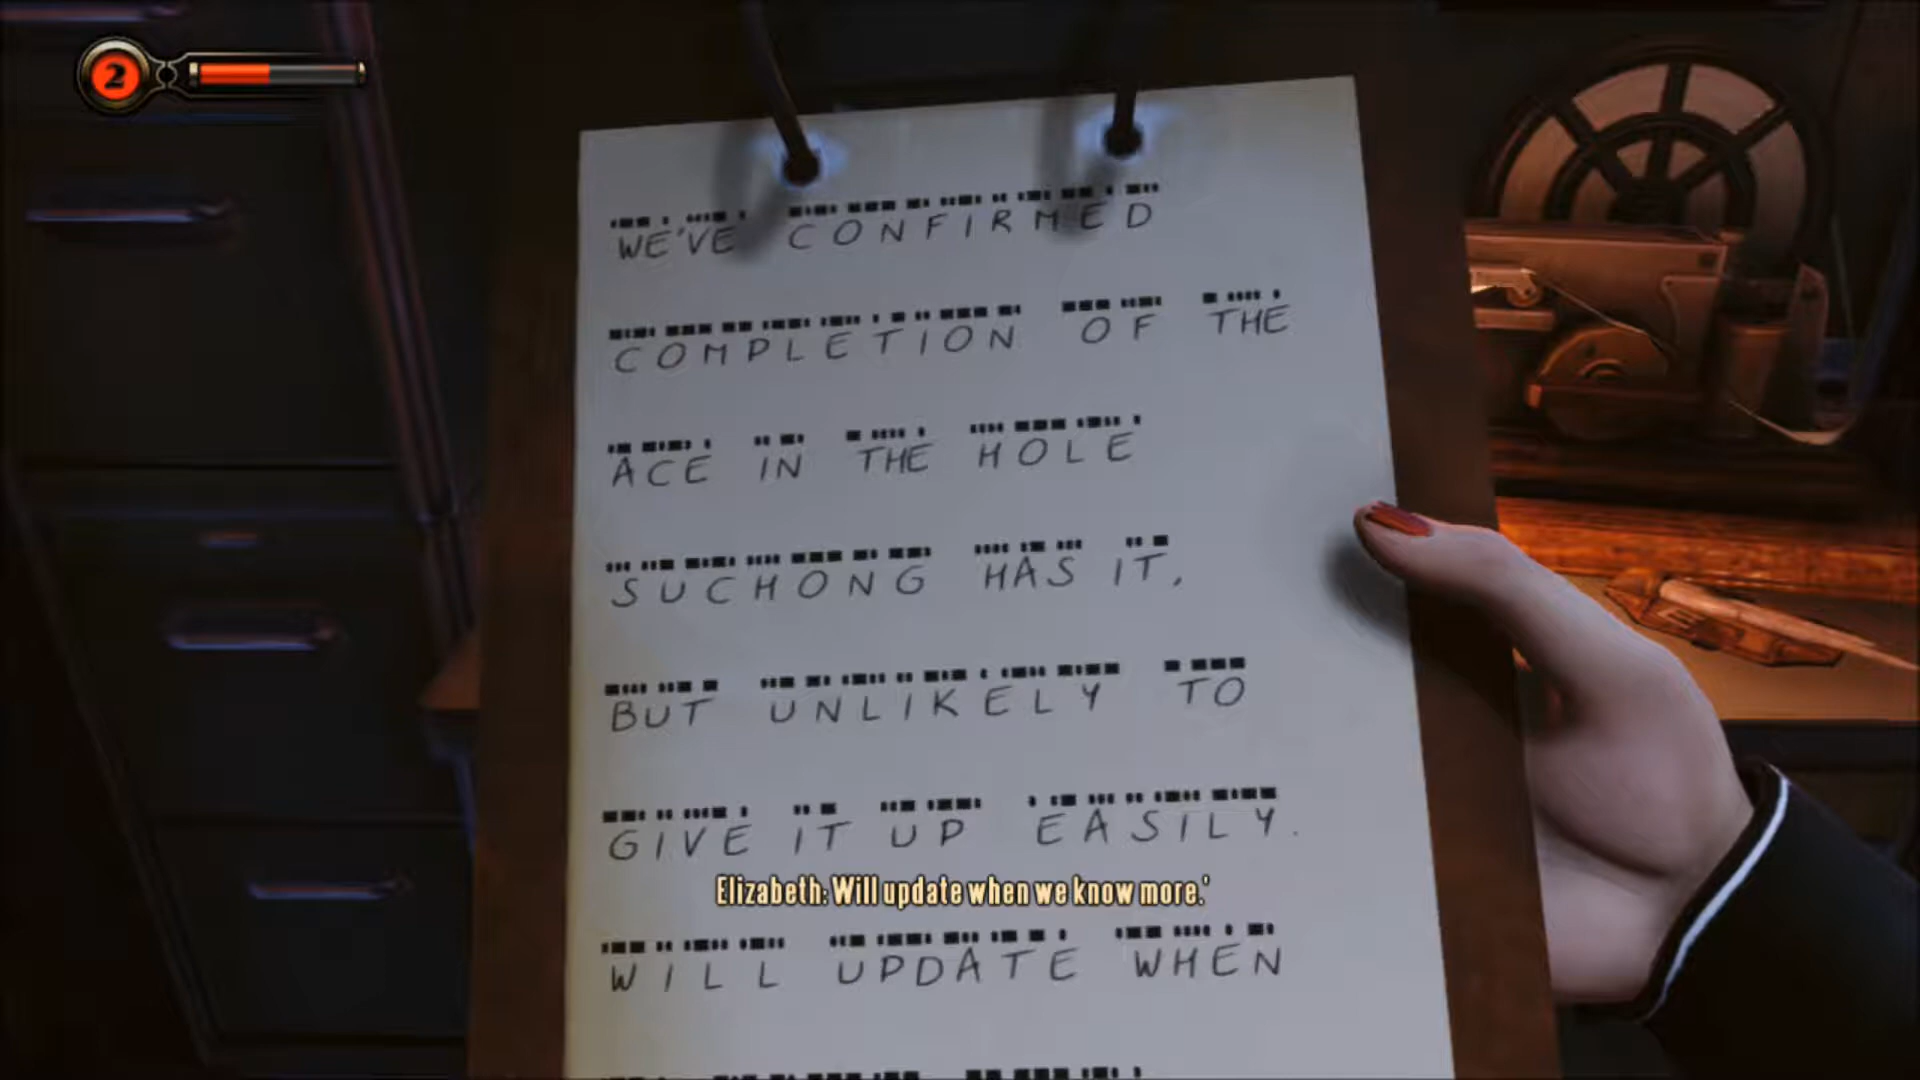 2
WE'VE CONFIRMED
COMPLETION OF THE
ACE IN THE HOLE
SUCHONG HAS IT,
BUT UNLIKELY TO
GIVE IT UP EASILY.
Elizabeth: Will update when we know more.'
WILL UPDATE WHEN